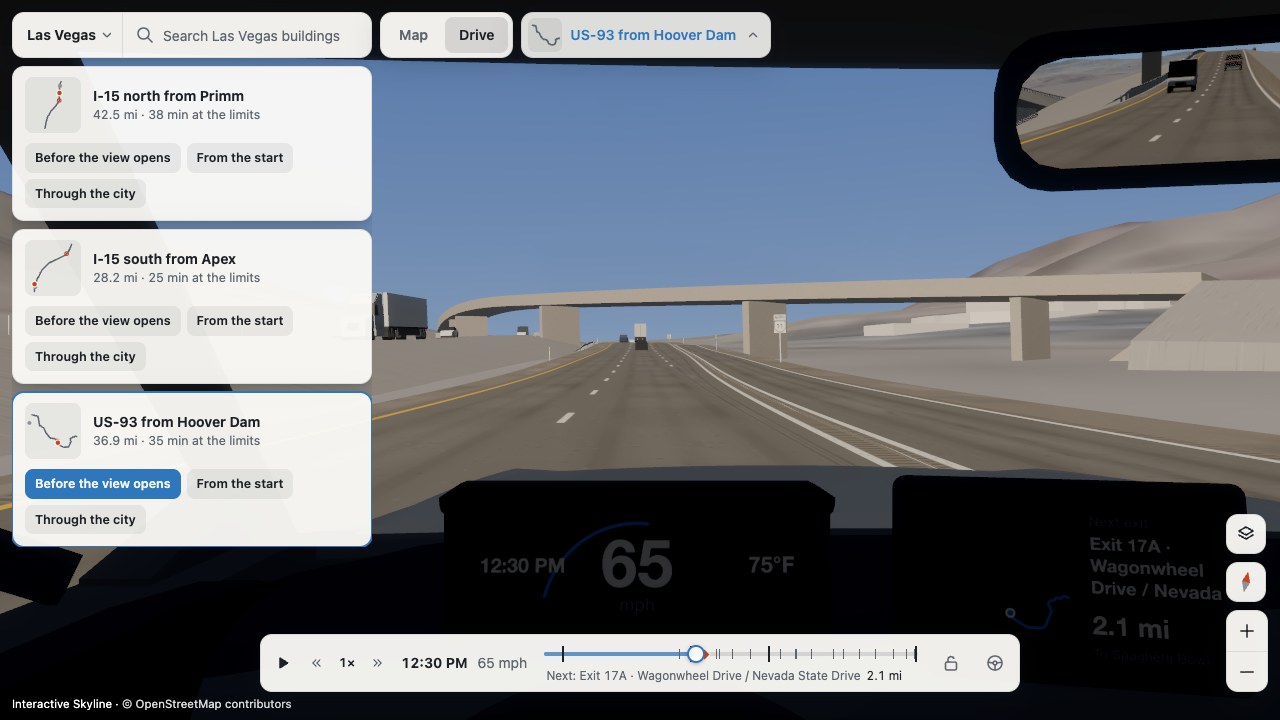 Las Vegas
Search Las Vegas buildings
Map
Drive
US-93 from Hoover Dam
I-15 north from Primm
42.5 mi · 38 min at the limits
Before the view opens
From the start
Through the city
I-15 south from Apex
28.2 mi · 25 min at the limits
Before the view opens
From the start
Through the city
US-93 from Hoover Dam
36.9 mi · 35 min at the limits
Before the view opens
From the start
Through the city
12:30 PM
65
mph
75°F
Next exit
Exit 17A ·
Wagonwheel
Drive / Nevada
2.1 mi
1×
12:30 PM
65 mph
Next: Exit 17A · Wagonwheel Drive / Nevada State Drive 2.1 mi
Interactive Skyline · © OpenStreetMap contributors